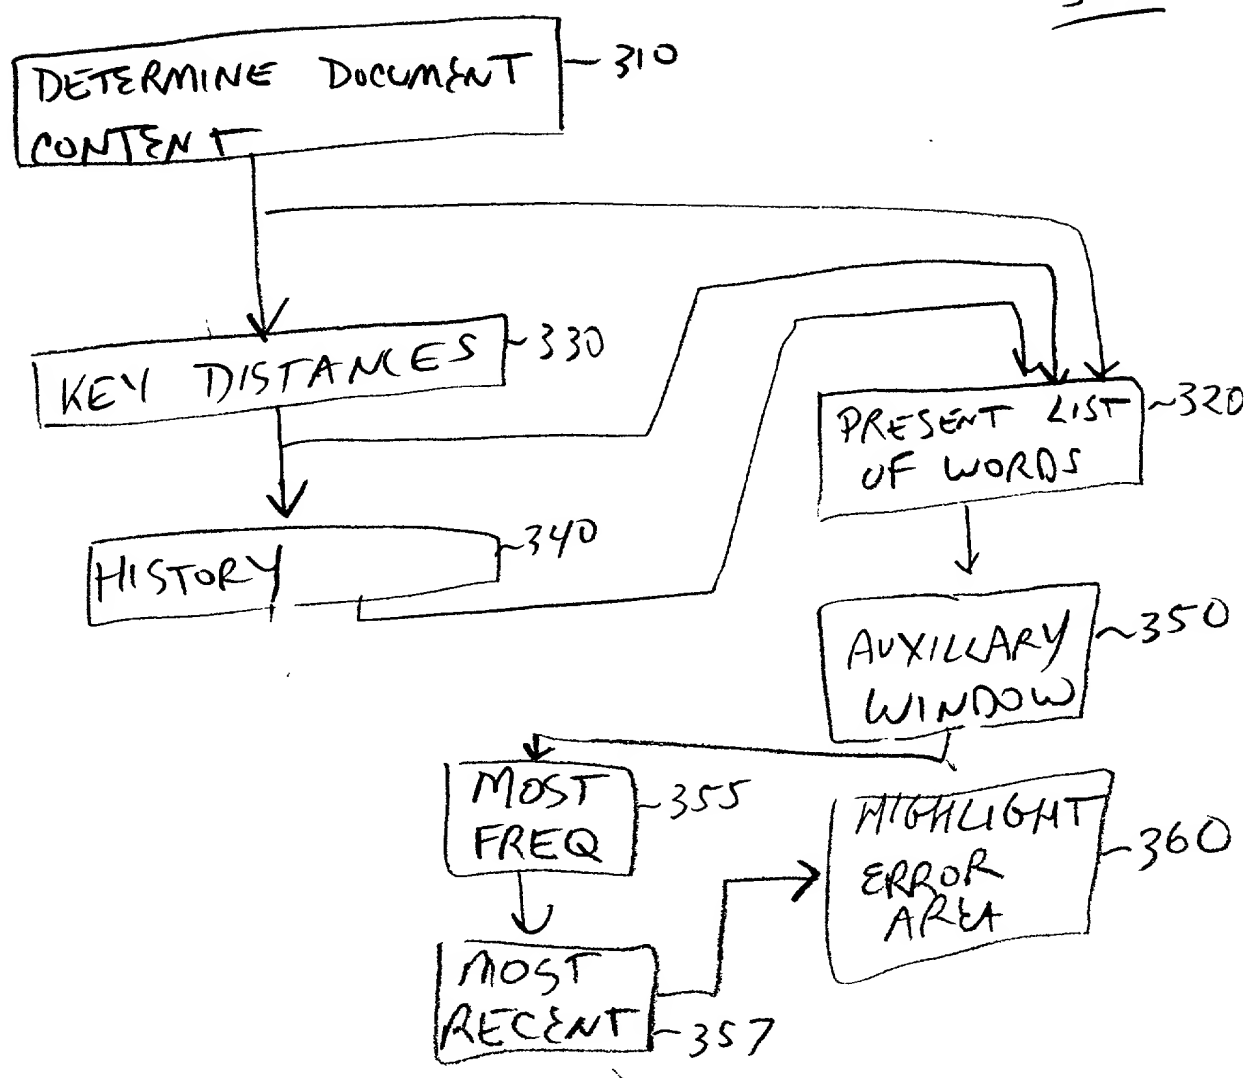 DETERMINE DOCUMENT
CONTENT
310
KEY DISTANCES
330
PRESENT LIST
OF WORDS
320
HISTORY
340
AUXILLARY
WINDOW
350
MOST
FREQ
355
HIGHLIGHT
ERROR
AREA
360
MOST
RECENT
357